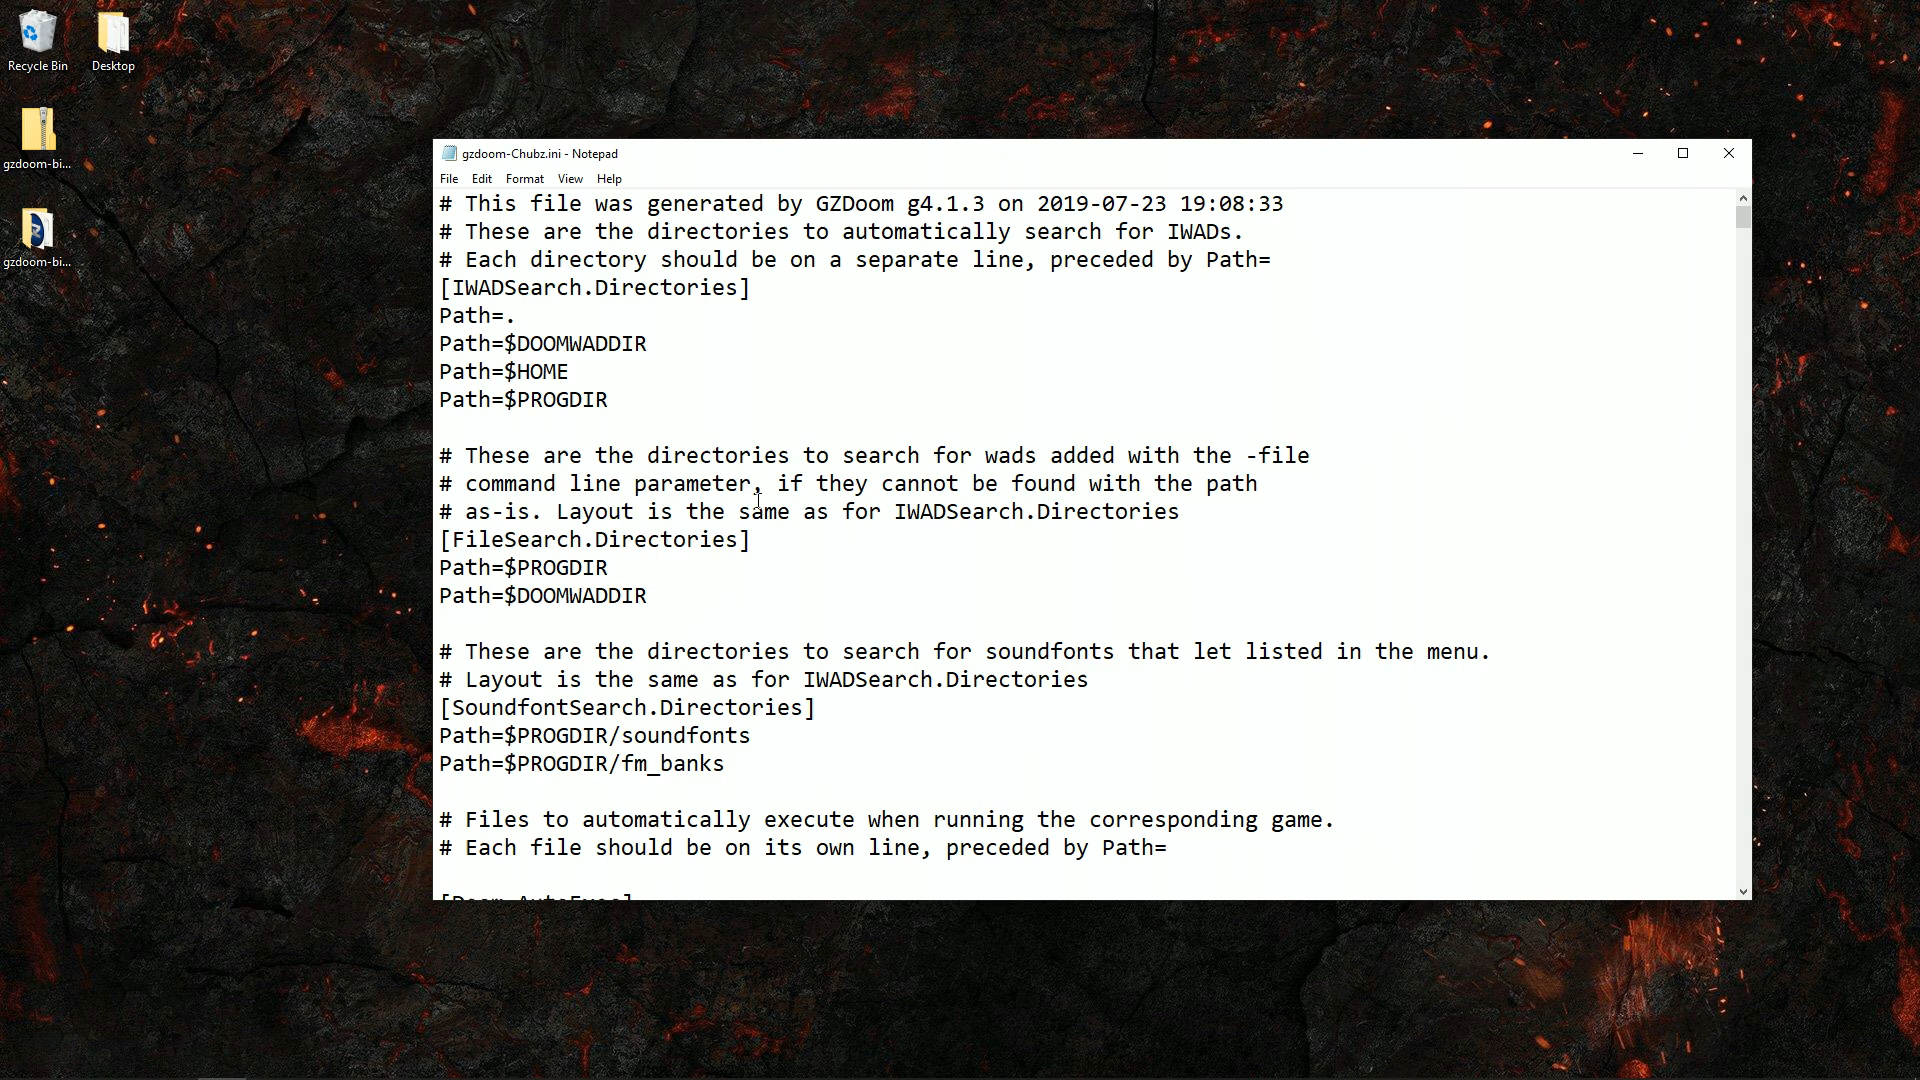 Recycle Bin
Desktop
gzdoom-bi...
gzdoom-bi...
gzdoom-Chubz.ini - Notepad
File Edit Format View Help
# This file was generated by GZDoom g4.1.3 on 2019-07-23 19:08:33
# These are the directories to automatically search for IWADs.
# Each directory should be on a separate line, preceded by Path=
[IWADSearch.Directories]
Path=.
Path=$DOOMWADDIR
Path=$HOME
Path=$PROGDIR
# These are the directories to search for wads added with the -file
# command line parameter, if they cannot be found with the path
# as-is. Layout is the same as for IWADSearch.Directories
[FileSearch.Directories]
Path=$PROGDIR
Path=$DOOMWADDIR
# These are the directories to search for soundfonts that let listed in the menu.
# Layout is the same as for IWADSearch.Directories
[SoundfontSearch.Directories]
Path=$PROGDIR/soundfonts
Path=$PROGDIR/fm_banks
# Files to automatically execute when running the corresponding game.
# Each file should be on its own line, preceded by Path=
[Doom.AutoExec]